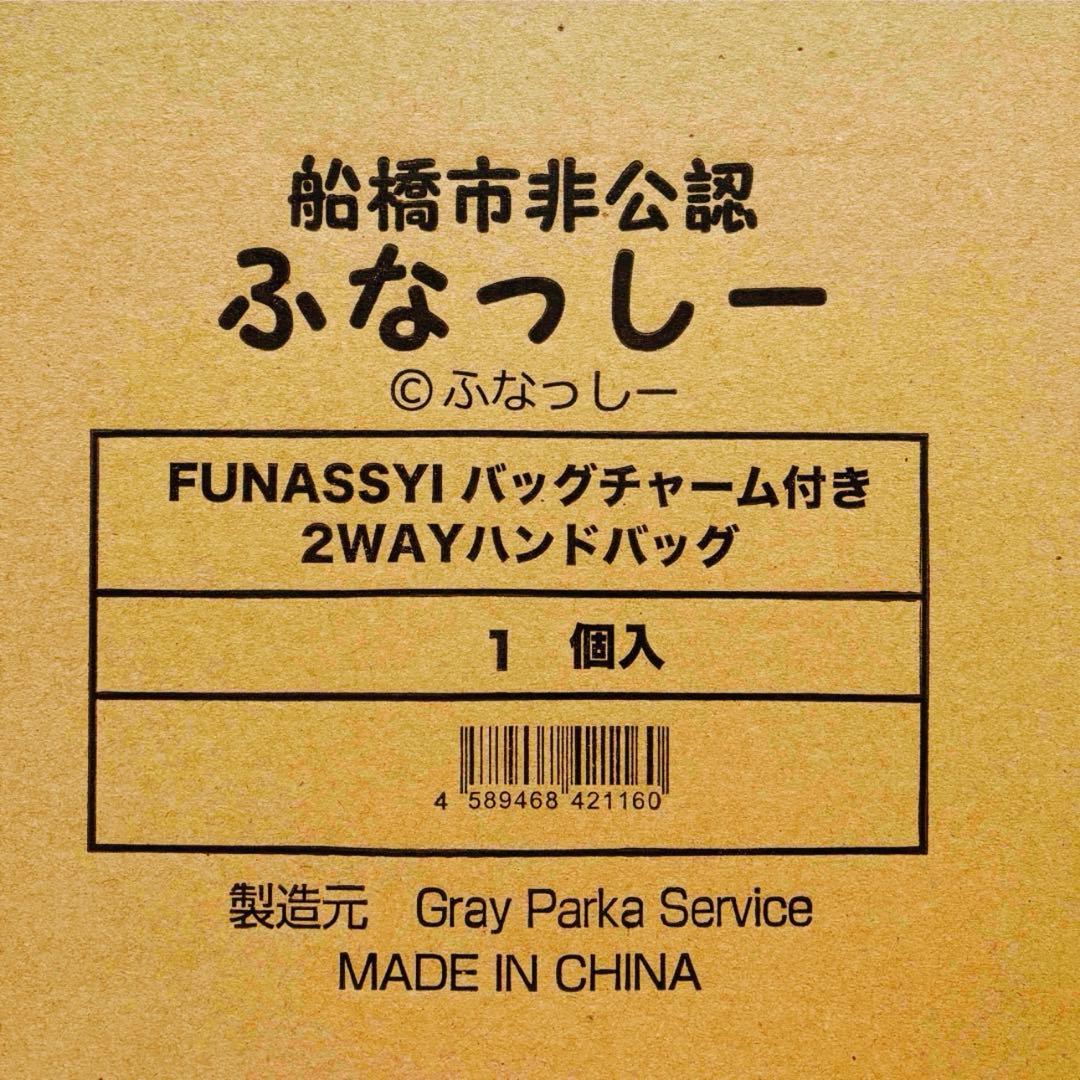 船橋市非公認
ふなっしー
©ふなっしー
FUNASSYI バッグチャーム付き
2WAYハンドバッグ
1 個入
4 589468 421160
製造元 Gray Parka Service
MADE IN CHINA